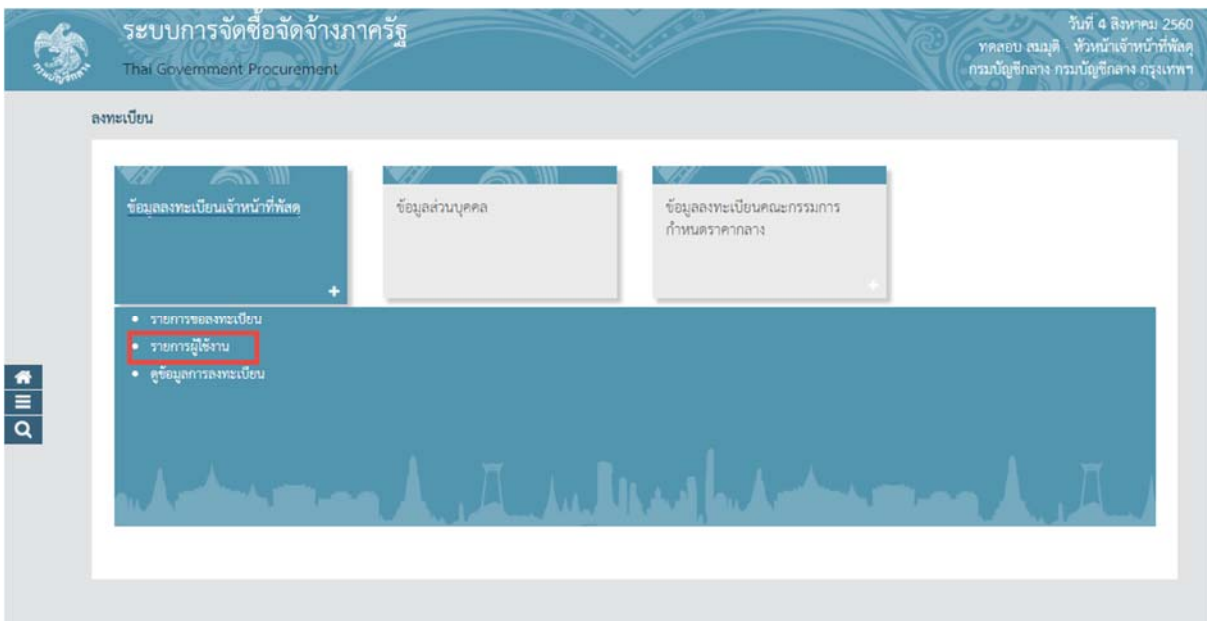 ระบบการจัดซื้อจัดจ้างภาครัฐ
Thai Government Procurement
วันที่ 4 สิงหาคม 2560
ทดสอบ สมมุติ - หัวหน้าเจ้าหน้าที่พัสดุ
กรมบัญชีกลาง กรมบัญชีกลาง กรุงเทพฯ
กรมบัญชีกลาง
ลงทะเบียน
ข้อมูลลงทะเบียนเจ้าหน้าที่พัสดุ
ข้อมูลส่วนบุคคล
ข้อมูลลงทะเบียนคณะกรรมการ
กำหนดราคากลาง
รายการขอลงทะเบียน
รายการผู้ใช้งาน
ดูข้อมูลการลงทะเบียน